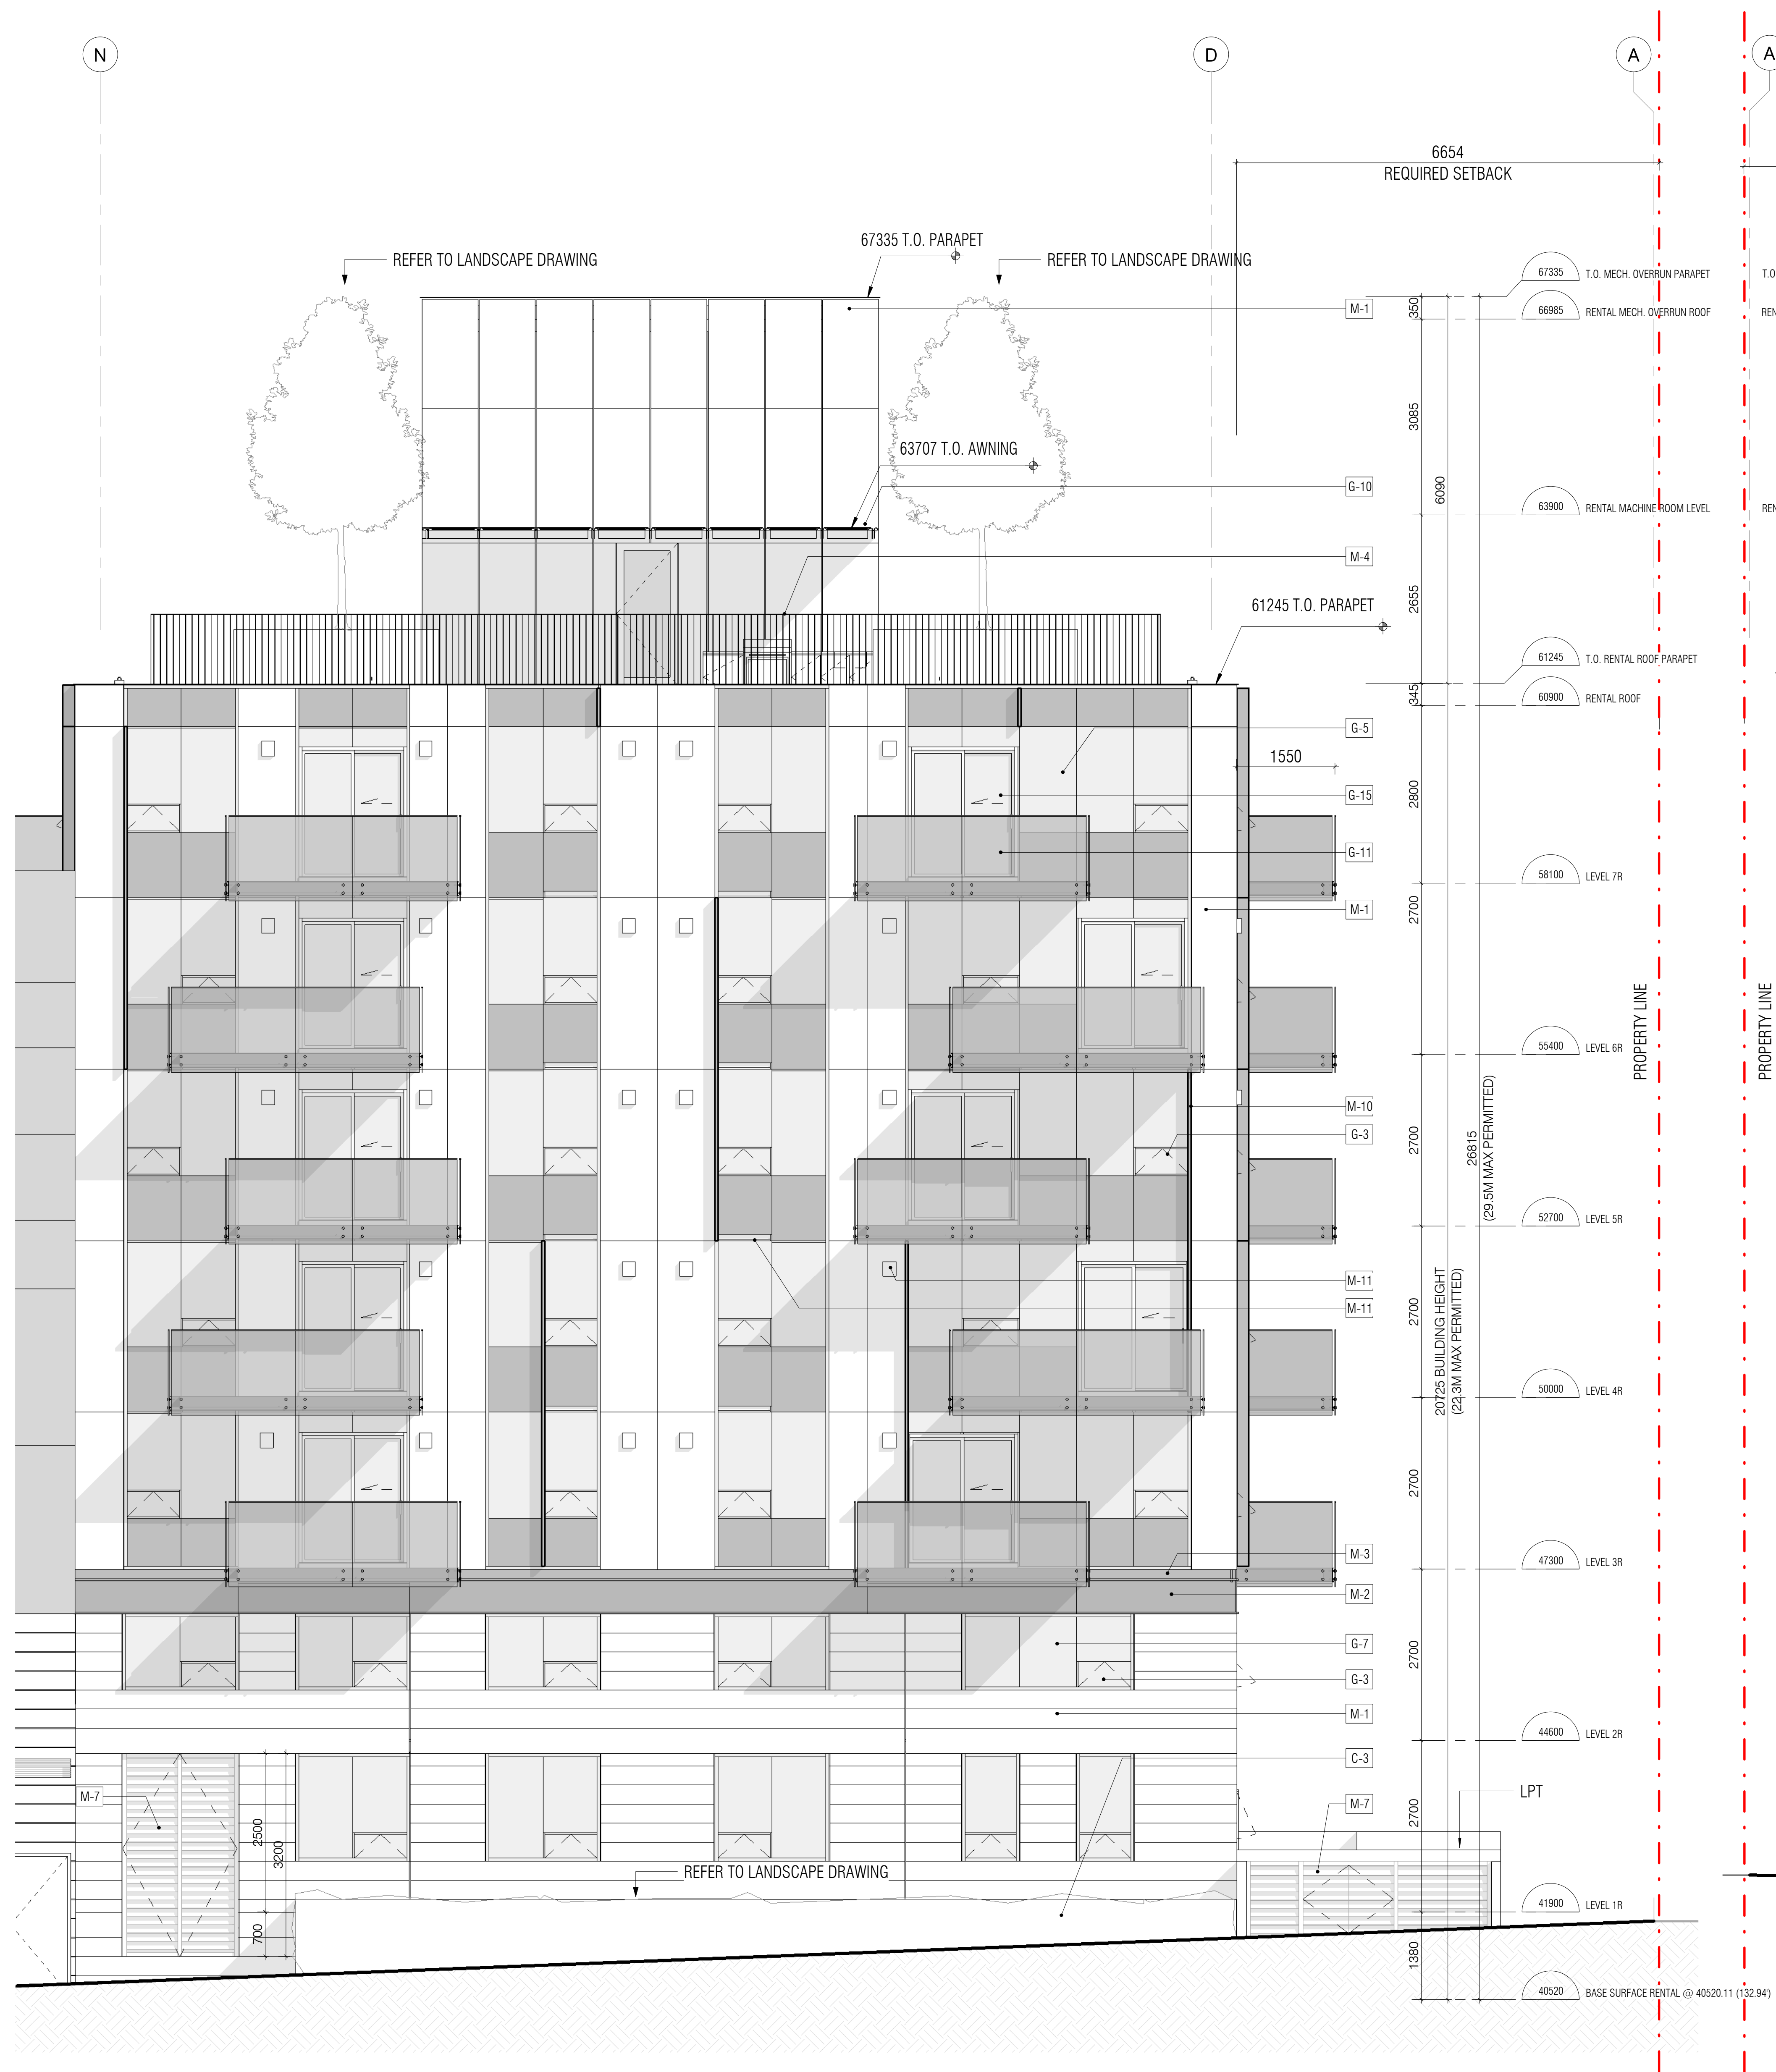 N
D
A
A
6654
REQUIRED SETBACK
67335 T.O. PARAPET
REFER TO LANDSCAPE DRAWING
REFER TO LANDSCAPE DRAWING
67335
T.O. MECH. OVERRUN PARAPET
T.O
M-1
350
66985
RENTAL MECH. OVERRUN ROOF
REN
3085
63707 T.O. AWNING
G-10
6090
63900
RENTAL MACHINE ROOM LEVEL
REN
M-4
2655
61245 T.O. PARAPET
61245
T.O. RENTAL ROOF PARAPET
345
60900
RENTAL ROOF
G-5
1550
G-15
2800
G-11
58100
LEVEL 7R
M-1
2700
PROPERTY LINE
PROPERTY LINE
55400
LEVEL 6R
M-10
G-3
2700
26815
(29.5M MAX PERMITTED)
52700
LEVEL 5R
M-11
M-11
2700
20725 BUILDING HEIGHT
(22.3M MAX PERMITTED)
50000
LEVEL 4R
2700
M-3
47300
LEVEL 3R
M-2
G-7
2700
G-3
M-1
44600
LEVEL 2R
C-3
M-7
M-7
2700
LPT
2500
3200
REFER TO LANDSCAPE DRAWING
41900
LEVEL 1R
700
1380
40520
BASE SURFACE RENTAL @ 40520.11 (132.94')